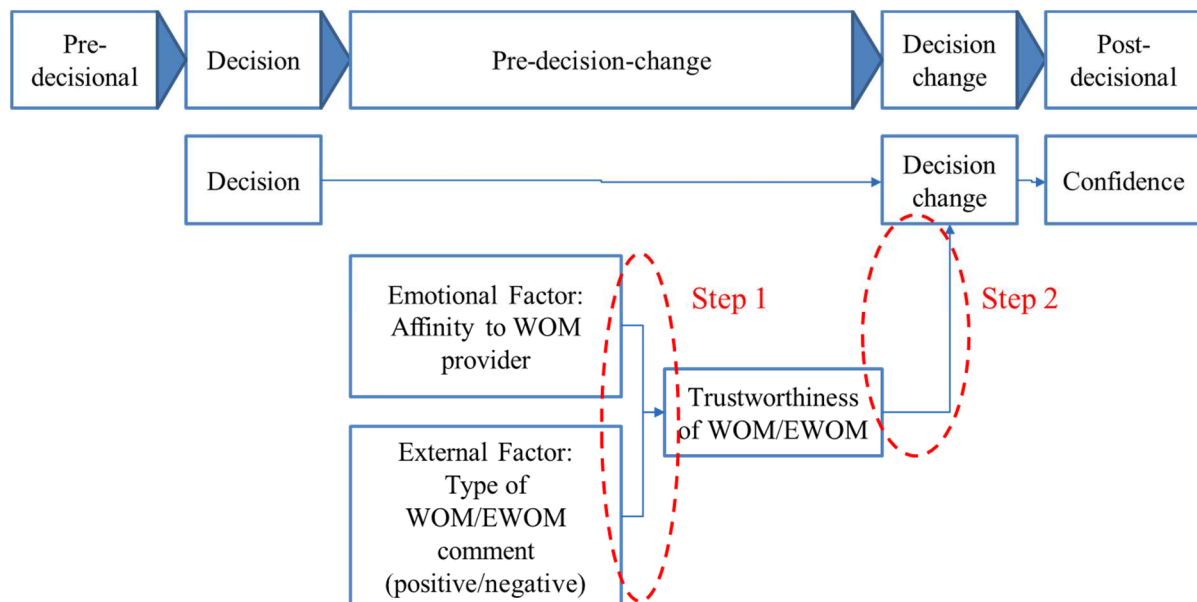 Pre-
decisional
Decision
Pre-decision-change
Decision
change
Post-
decisional
Decision
Decision
change
Confidence
Emotional Factor:
Affinity to WOM
provider
Step 1
Step 2
Trustworthiness
of WOM/EWOM
External Factor:
Type of
WOM/EWOM
comment
(positive/negative)